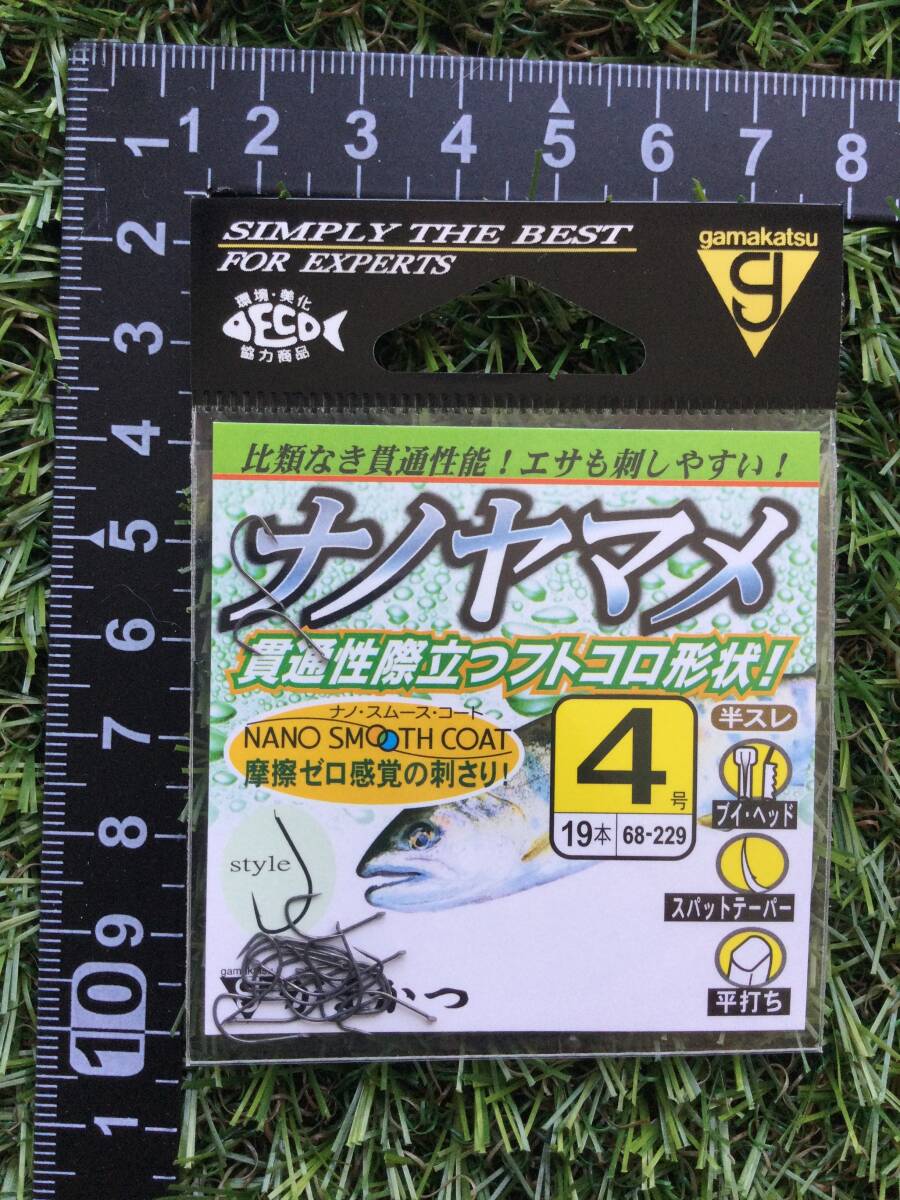 1 2 3 4 5 6 7 8
1
2
3
4
5
6
7
8
9
10
1
SIMPLY THE BEST
FOR EXPERTS
gamakatsu
環境・美化
ECO
協力商品
比類なき貫通性能！エサも刺しやすい！
ナノヤマメ
貫通性際立つフトコロ形状！
ナノ・スムース・コート
NANO SMOOTH COAT
摩擦ゼロ感覚の刺さり！
4号
19本 68-229
半スレ
ブイ・ヘッド
style
スパットテーパー
平打ち
かつ